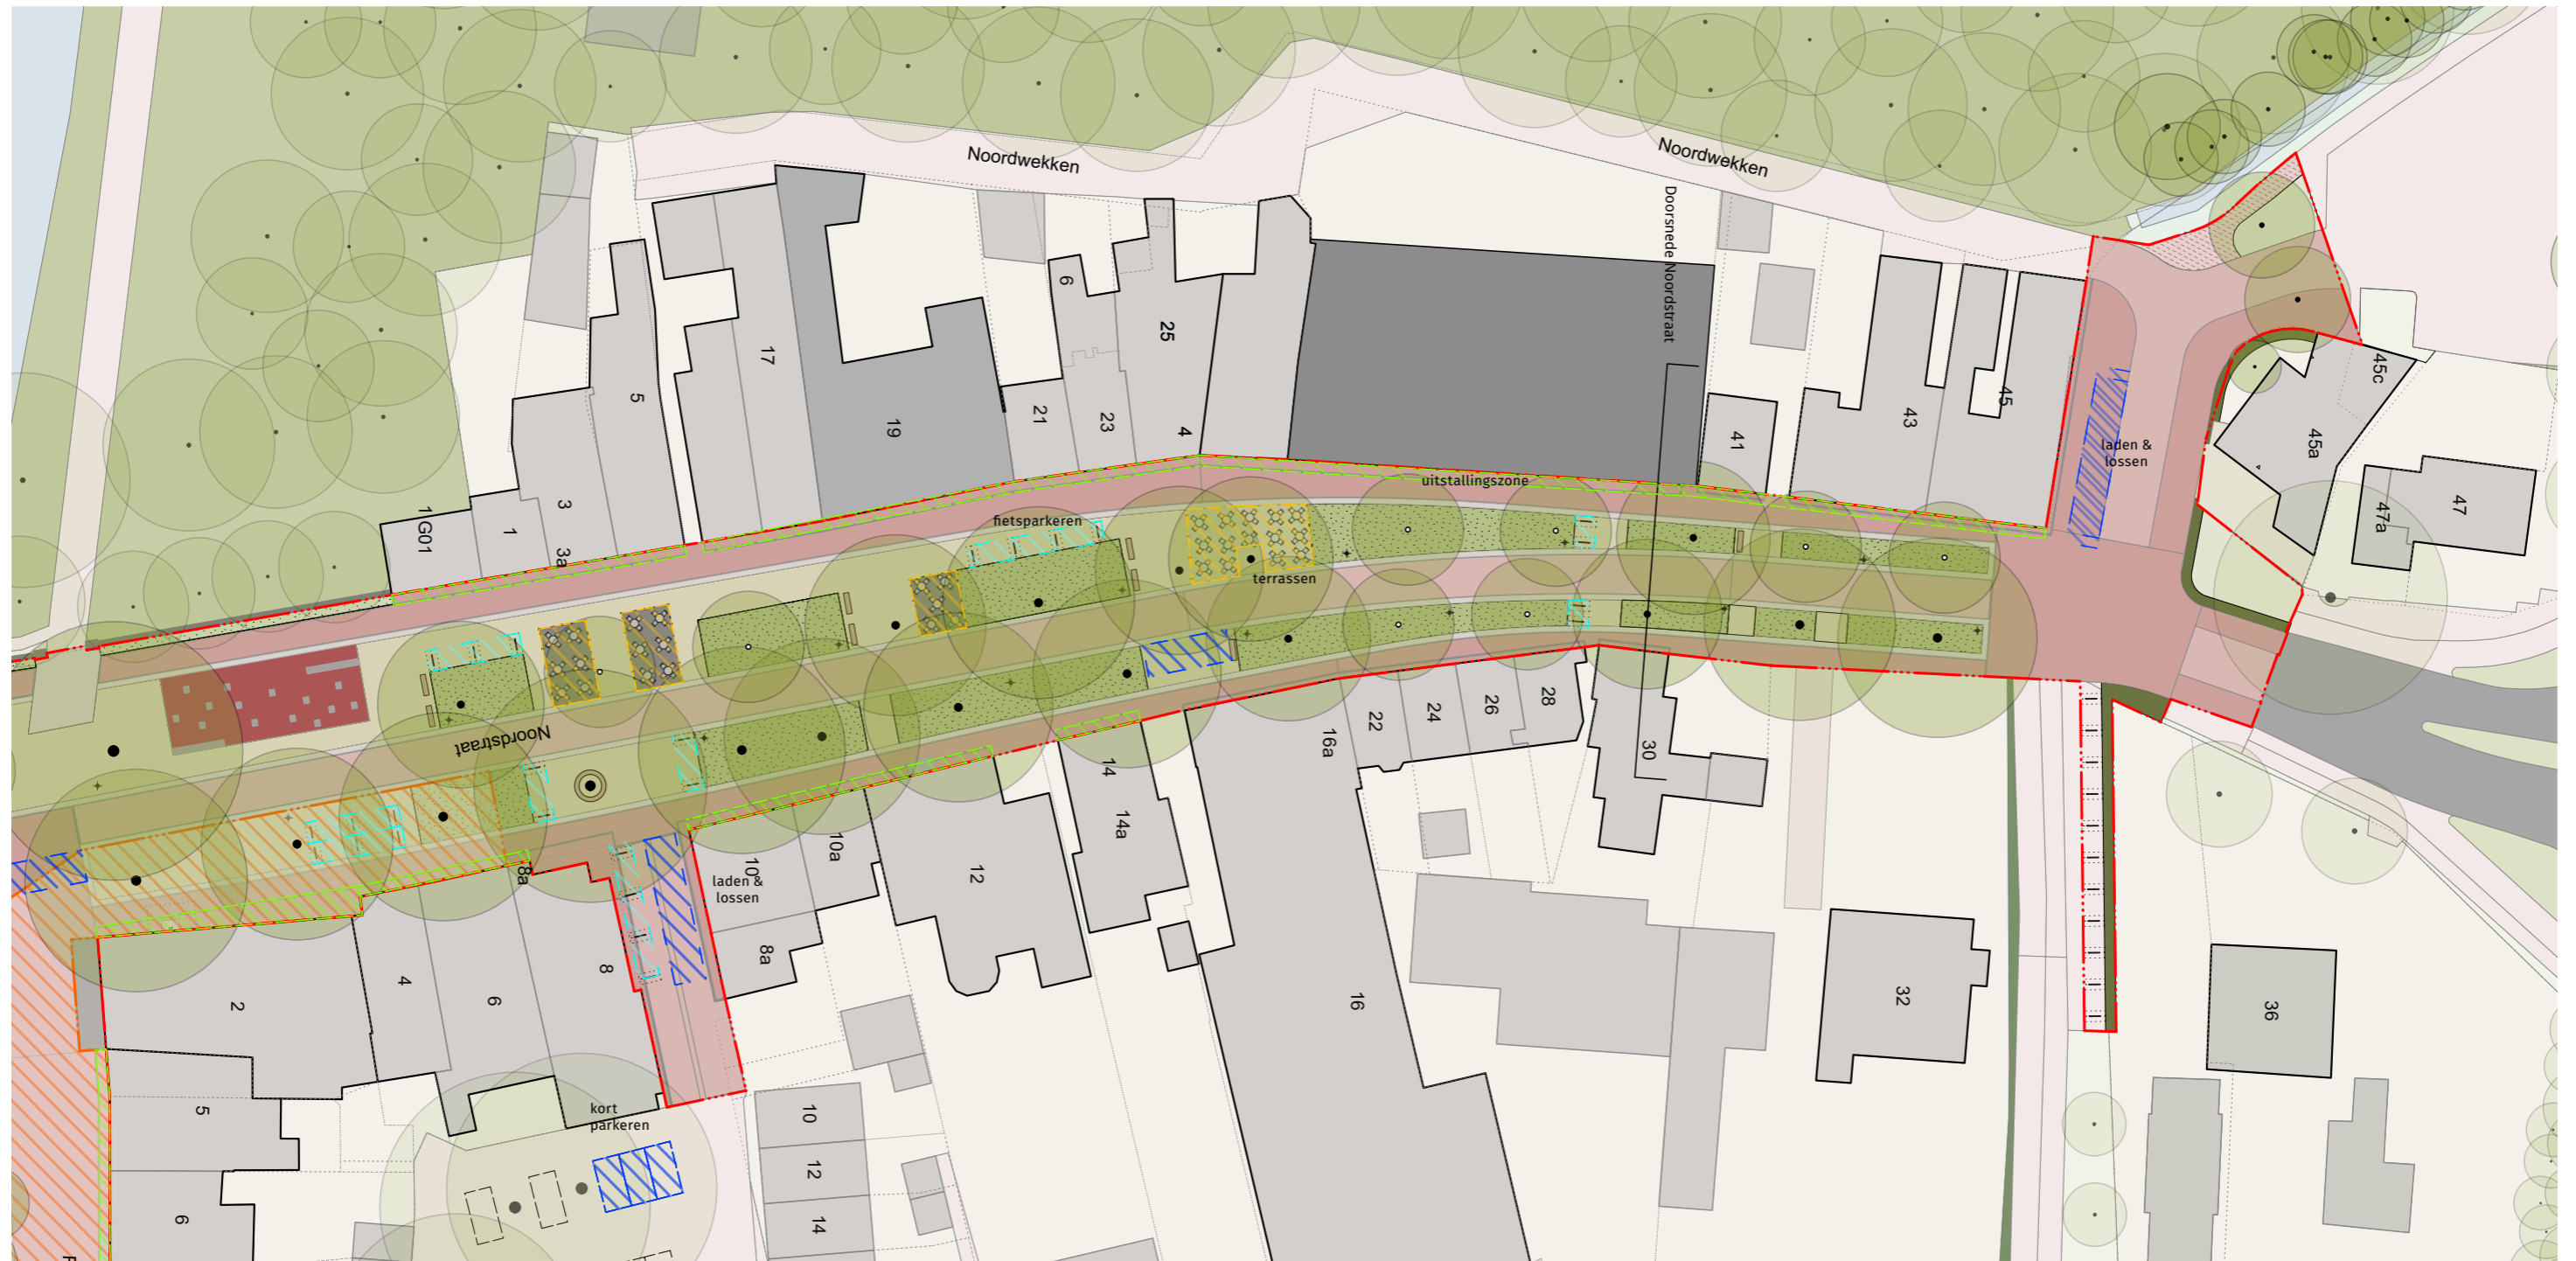 Noordwekken
Noordwekken
Doorsnede Noordstraat
6
25
17
5
45c
45
19
21
23
4
41
43
45a
laden &
lossen
47a
47
uitstallingszone
fietsparkeren
1G01
1
3
3a
terrassen
Noordstraat
22
24
26
28
30
16a
14
14a
10
10a
12
8a
laden &
lossen
8a
2
4
6
8
16
32
36
5
6
kort
parkeren
10
12
14